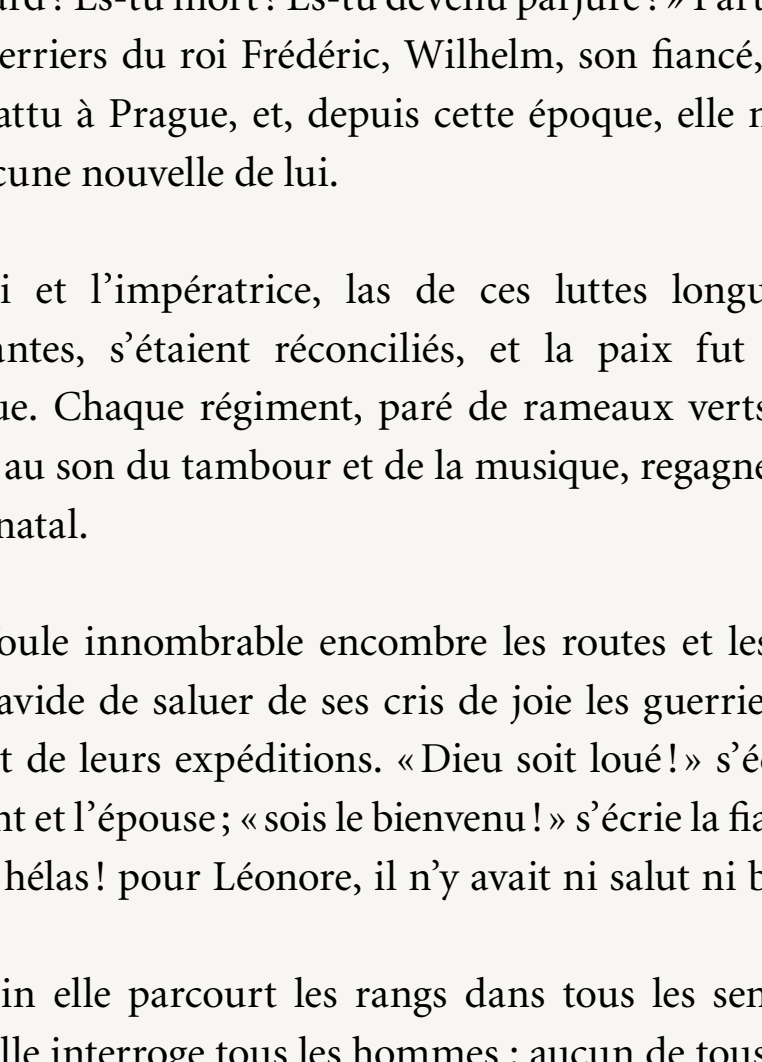 ard ? Es-tu mort ? Es-tu devenu parjure ? » Part
erriers du roi Frédéric, Wilhelm, son fiancé,
attu à Prague, et, depuis cette époque, elle n
cune nouvelle de lui.
i et l’impératrice, las de ces luttes longu
antes, s’étaient réconciliés, et la paix fut
ue. Chaque régiment, paré de rameaux verts
au son du tambour et de la musique, regagne
natal.
foule innombrable encombre les routes et les
avide de saluer de ses cris de joie les guerrie
t de leurs expéditions. « Dieu soit loué ! » s’éc
nt et l’épouse ; « sois le bienvenu ! » s’écrie la fia
hélas ! pour Léonore, il n’y avait ni salut ni b
in elle parcourt les rangs dans tous les sen
lle interroge tous les hommes ; aucun de tous